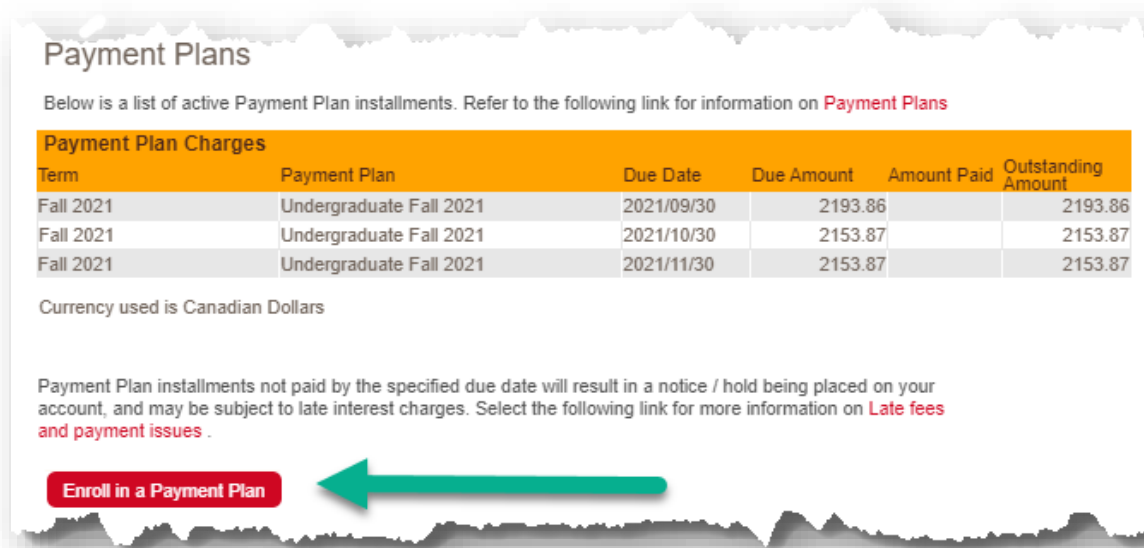 Payment Plans
Below is a list of active Payment Plan installments. Refer to the following link for information on Payment Plans
Payment Plan Charges
Term Payment Plan Due Date Due Amount Amount Paid Outstanding Amount
Fall 2021 Undergraduate Fall 2021 2021/09/30 2193.86 2193.86
Fall 2021 Undergraduate Fall 2021 2021/10/30 2153.87 2153.87
Fall 2021 Undergraduate Fall 2021 2021/11/30 2153.87 2153.87
Currency used is Canadian Dollars
Payment Plan installments not paid by the specified due date will result in a notice / hold being placed on your
account, and may be subject to late interest charges. Select the following link for more information on Late fees
and payment issues .
Enroll in a Payment Plan